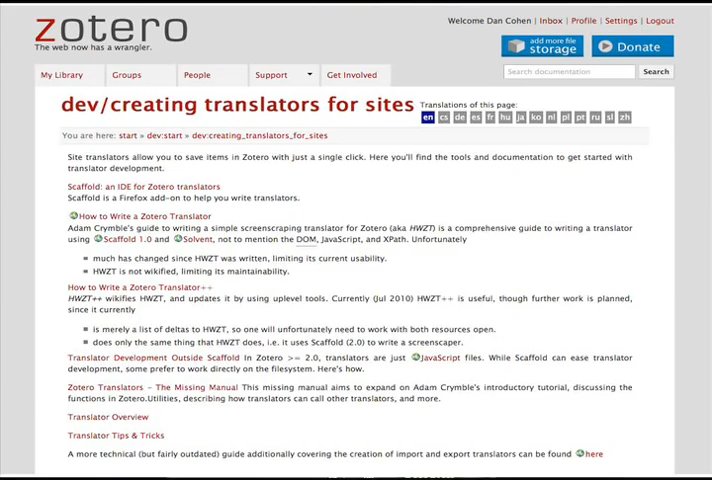 zotero
The web now has a wrangler.
Welcome Dan Cohen | Inbox | Profile | Settings | Logout
add more file
storage
Donate
My Library Groups People Support Get Involved
Search documentation Search
dev/creating translators for sites
Translations of this page:
en cs de es fr hu ja ko nl pl pt ru sl zh
You are here: start » dev:start » dev:creating_translators_for_sites
Site translators allow you to save items in Zotero with just a single click. Here you'll find the tools and documentation to get started with
translator development.
Scaffold: an IDE for Zotero translators
Scaffold is a Firefox add-on to help you write translators.
How to Write a Zotero Translator
Adam Crymble's guide to writing a simple screenscraping translator for Zotero (aka HWZT) is a comprehensive guide to writing a translator
using Scaffold 1.0 and Solvent, not to mention the DOM, JavaScript, and XPath. Unfortunately
much has changed since HWZT was written, limiting its current usability.
HWZT is not wikified, limiting its maintainability.
How to Write a Zotero Translator++
HWZT++ wikifies HWZT, and updates it by using uplevel tools. Currently (Jul 2010) HWZT++ is useful, though further work is planned,
since it currently
is merely a list of deltas to HWZT, so one will unfortunately need to work with both resources open.
does only the same thing that HWZT does, i.e. it uses Scaffold (2.0) to write a screenscraper.
Translator Development Outside Scaffold In Zotero >= 2.0, translators are just JavaScript files. While Scaffold can ease translator
development, some prefer to work directly on the filesystem. Here's how.
Zotero Translators - The Missing Manual This missing manual aims to expand on Adam Crymble's introductory tutorial, discussing the
functions in Zotero.Utilities, describing how translators can call other translators, and more.
Translator Overview
Translator Tips & Tricks
A more technical (but fairly outdated) guide additionally covering the creation of import and export translators can be found here